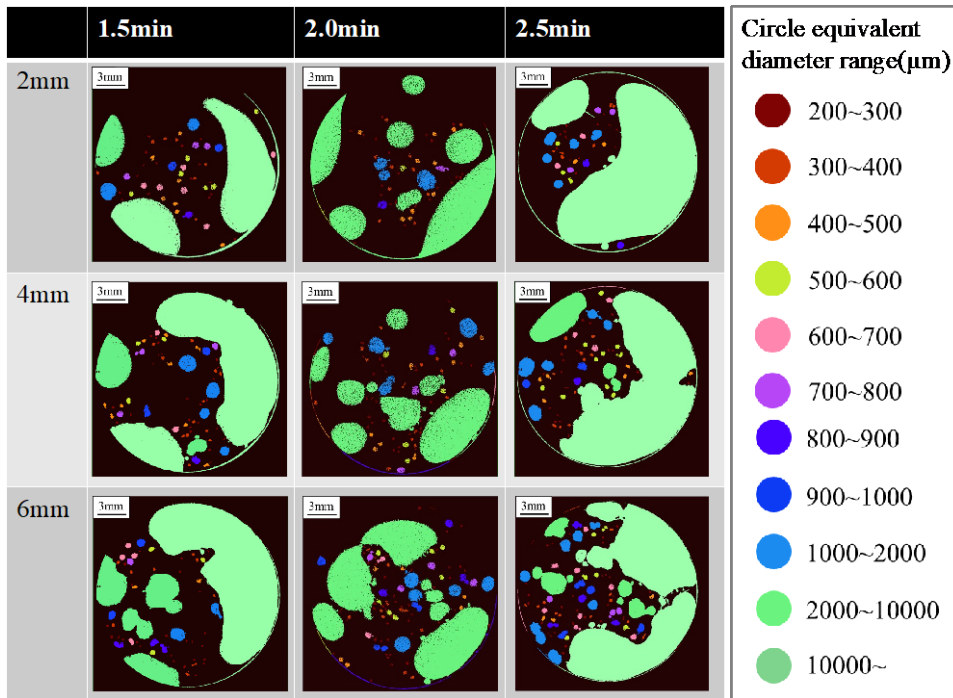 1.5min 2.0min 2.5min
2mm
3mm 3mm 3mm
4mm
3mm 3mm 3mm
6mm
3mm 3mm 3mm
Circle equivalent
diameter range(μm)
200~300
300~400
400~500
500~600
600~700
700~800
800~900
900~1000
1000~2000
2000~10000
10000~